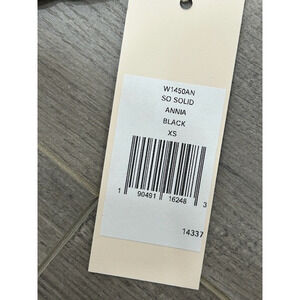 W1450AN
SO SOLID
ANNIA
BLACK
XS
1 90491 16248 3
14337